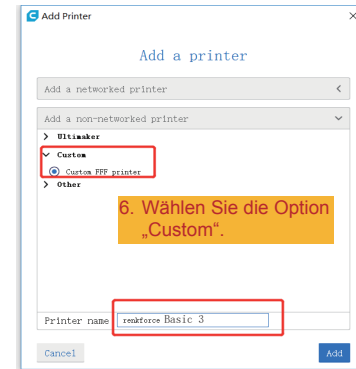 Add Printer
Add a printer
Add a networked printer
Add a non-networked printer
Ultimaker
Custom
Custom FFF printer
Other
6. Wählen Sie die Option
„Custom“.
Printer name renkforce Basic 3
Cancel
Add